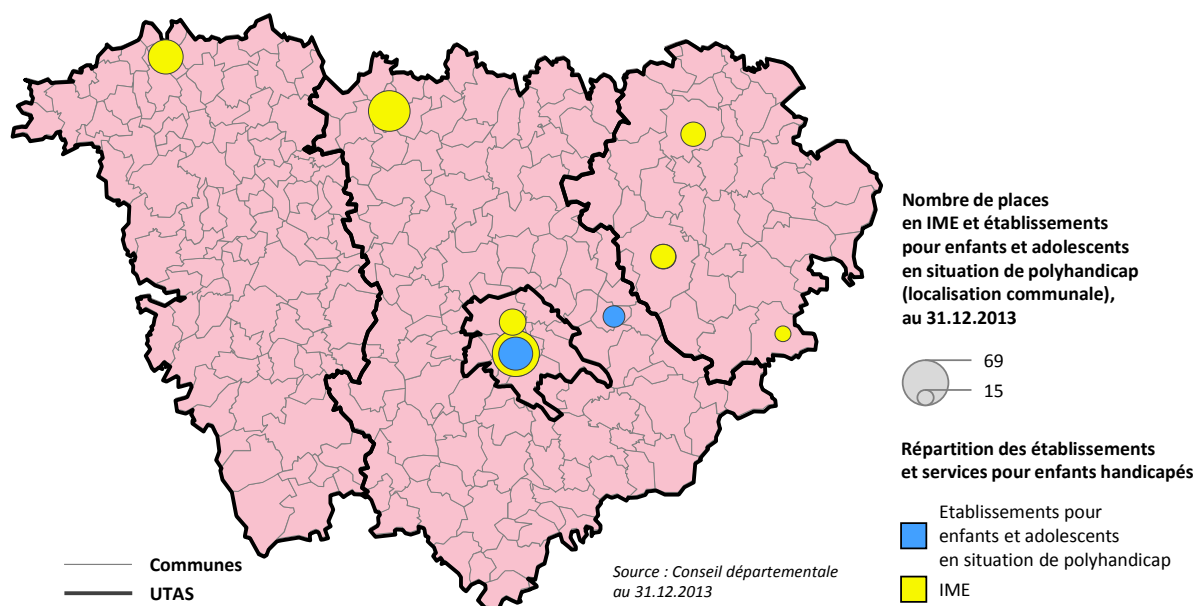 Nombre de places
en IME et établissements
pour enfants et adolescents
en situation de polyhandicap
(localisation communale),
au 31.12.2013
69
15
Répartition des établissements
et services pour enfants handicapés
Etablissements pour
enfants et adolescents
en situation de polyhandicap
IME
Communes
UTAS
Source : Conseil départementale
au 31.12.2013